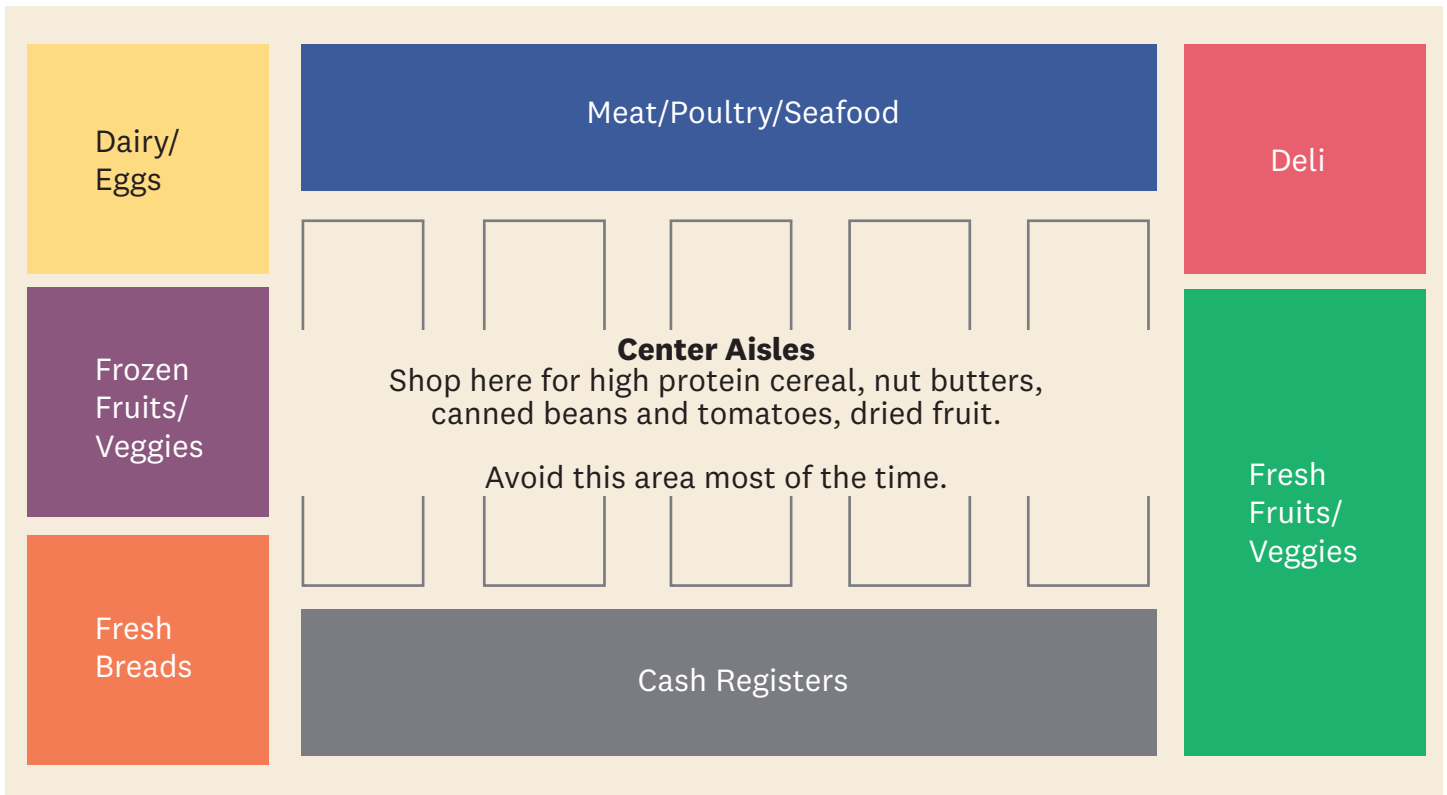 Dairy/
Eggs
Meat/Poultry/Seafood
Deli
Frozen
Fruits/
Veggies
Center Aisles
Shop here for high protein cereal, nut butters,
canned beans and tomatoes, dried fruit.
Avoid this area most of the time.
Fresh
Fruits/
Veggies
Fresh
Breads
Cash Registers